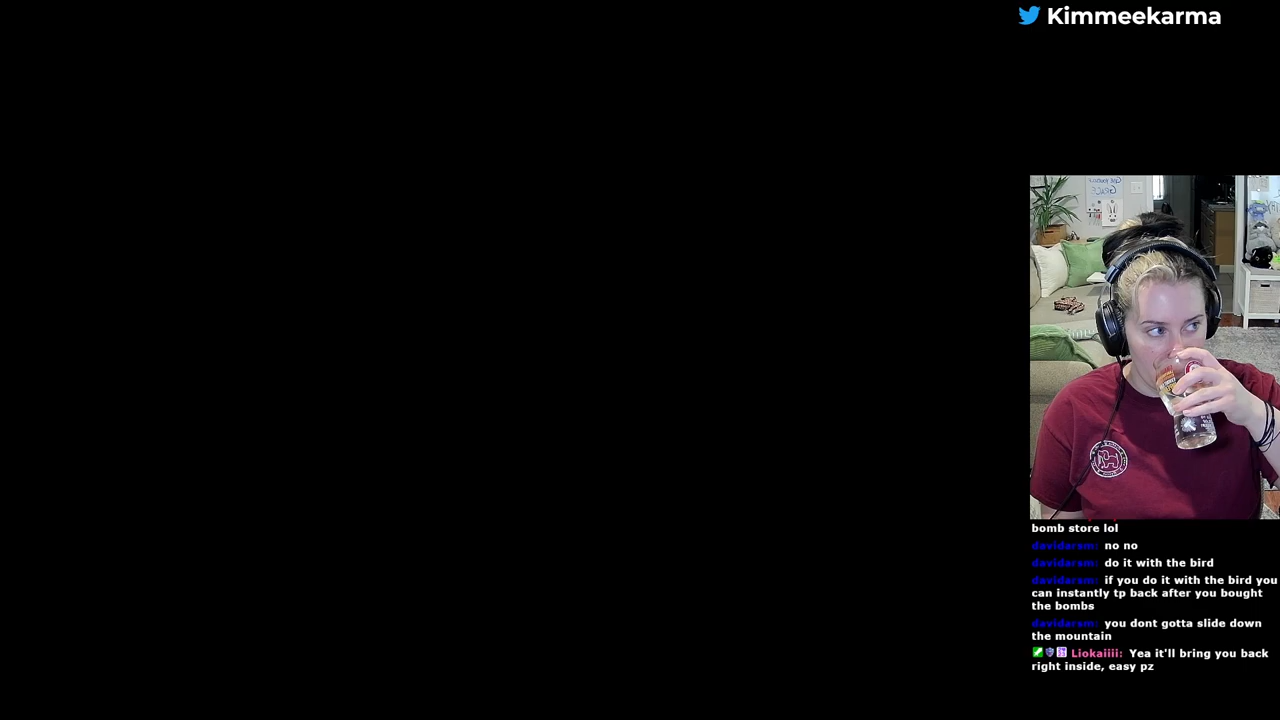 Kimmeekarma
bomb store lol
davidarsm: no no
davidarsm: do it with the bird
davidarsm: if you do it with the bird you
can instantly tp back after you bought
the bombs
davidarsm: you dont gotta slide down
the mountain
Liokaiiii: Yea it'll bring you back
right inside, easy pz